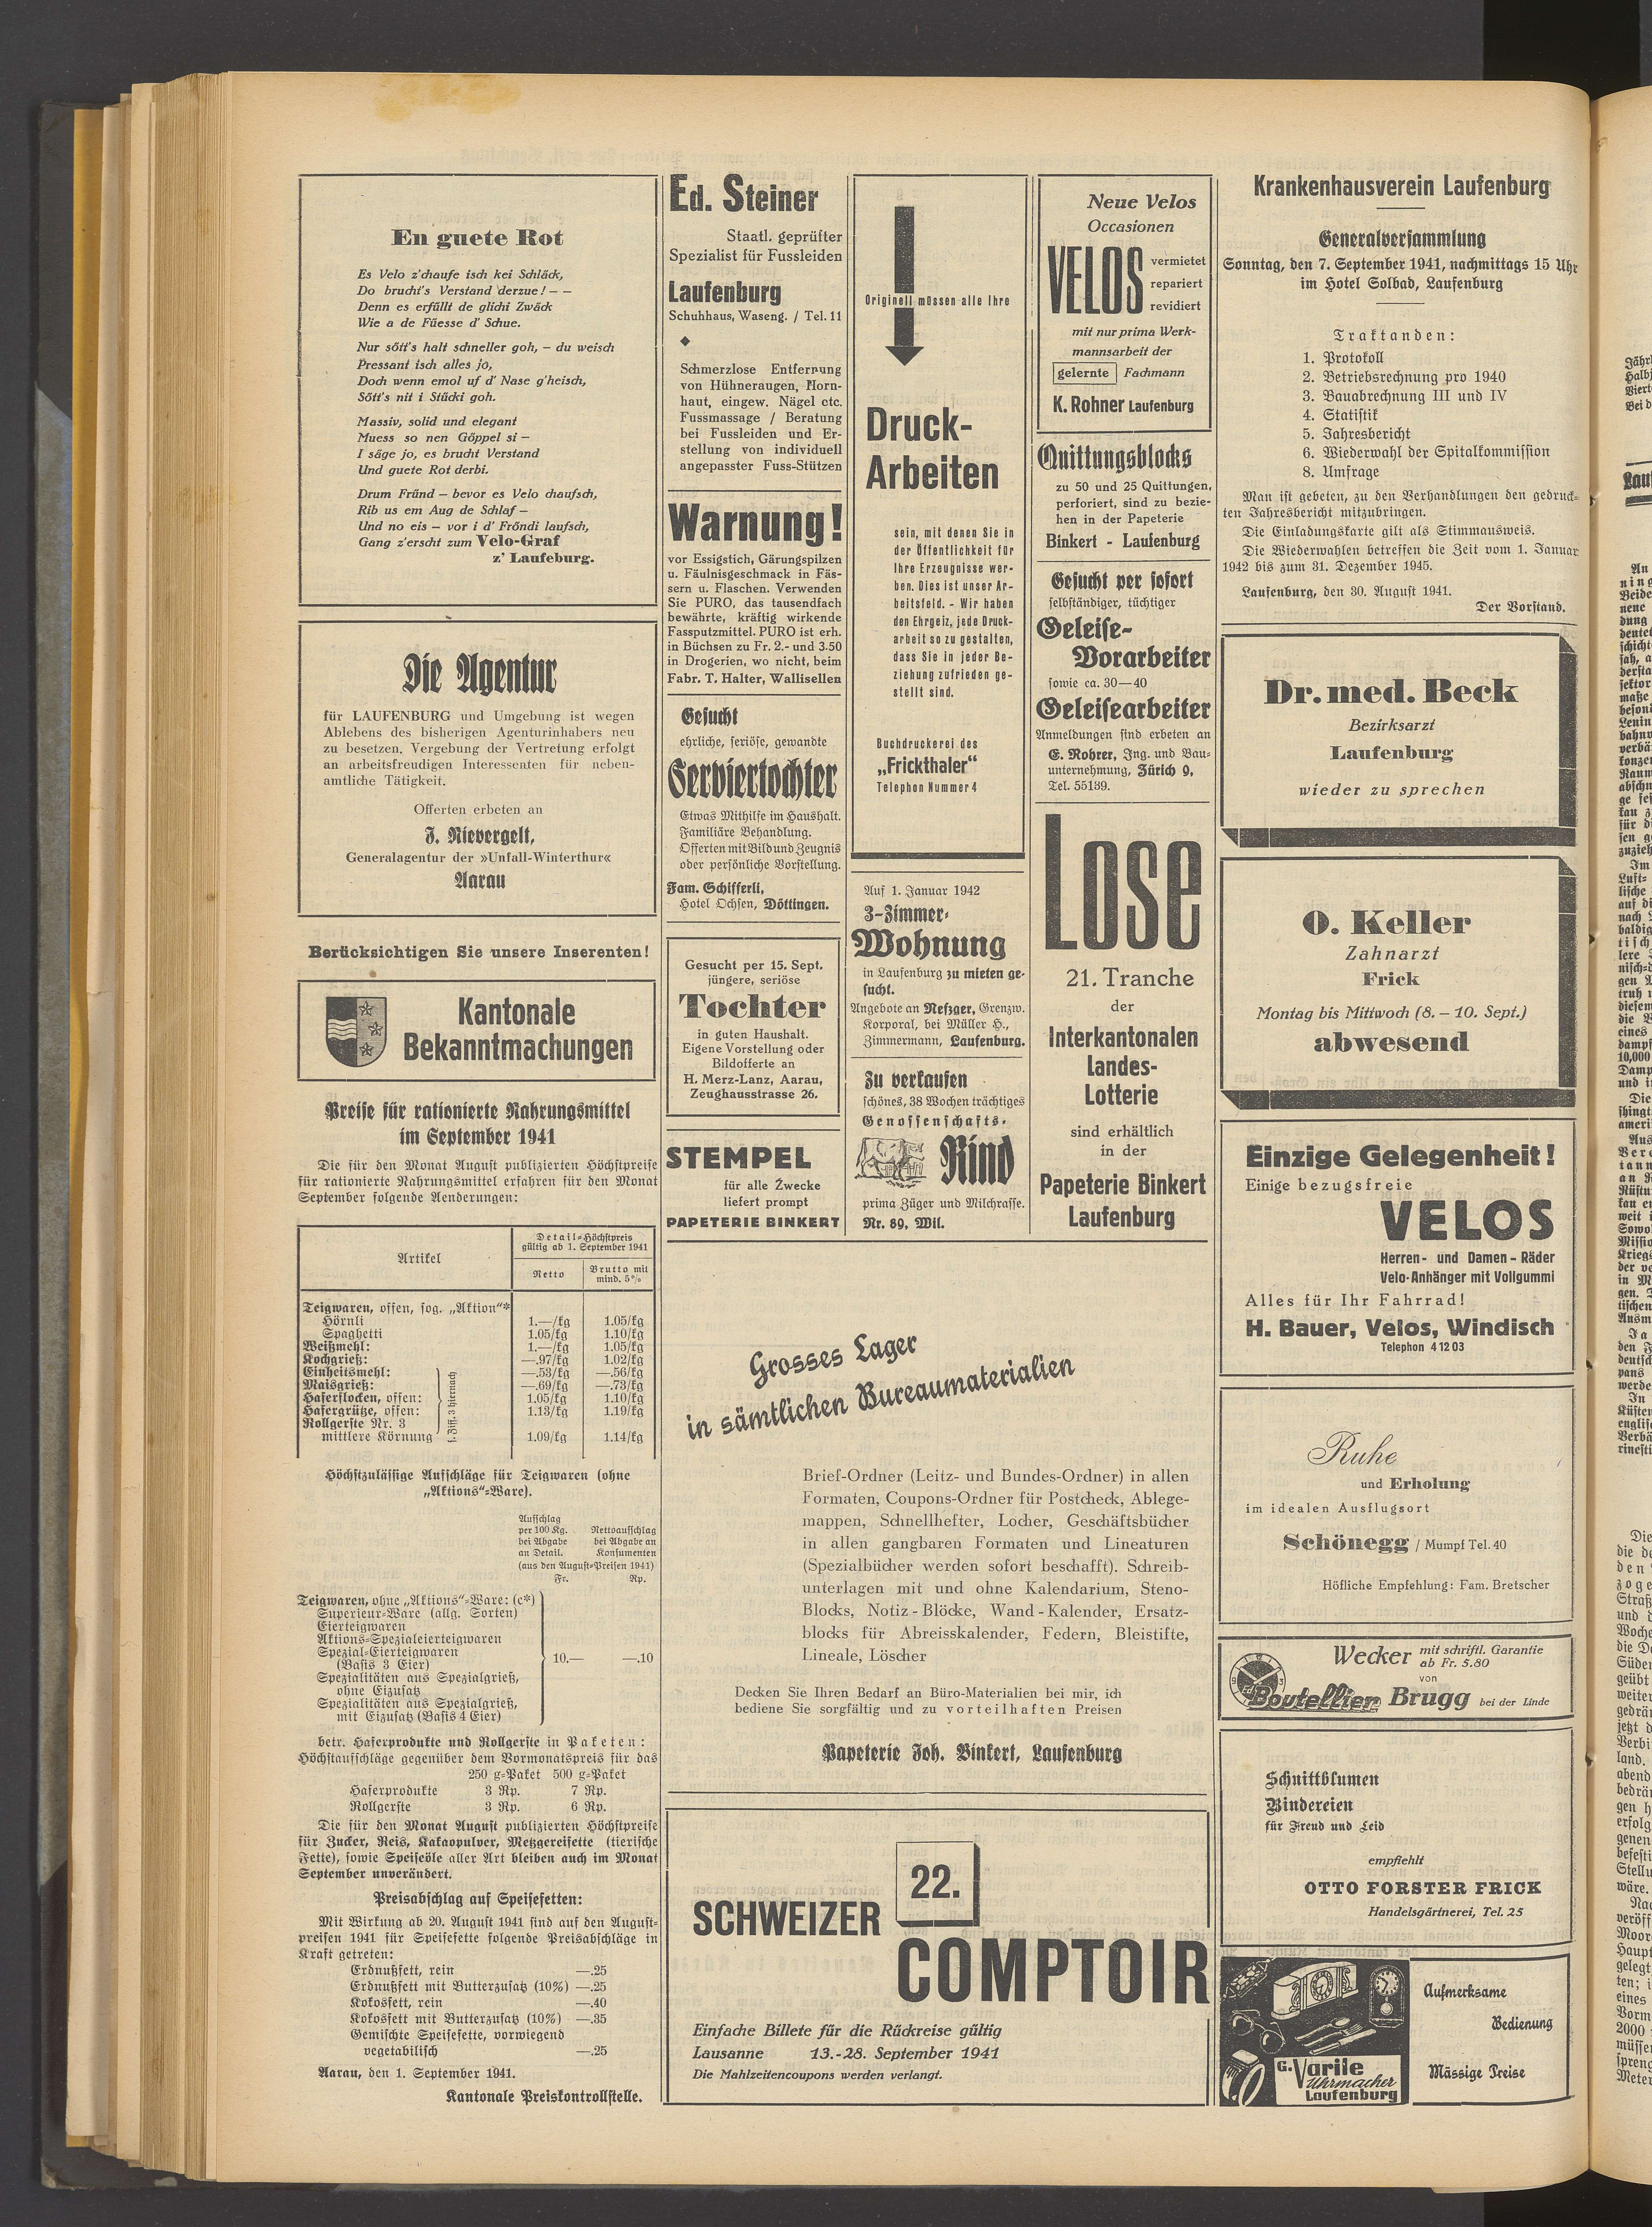 En guete Rot
Es Velo z'chaufe isch kei Schläck,
Do brucht's Verstand derzue! – –
Denn es erfüllt de glichi Zwäck
Wie a de Füesse d' Schue.
Nur sött's halt schneller goh, – du weisch
Pressant isch alles jo,
Doch wenn emol uf d' Nase g'heisch,
Sött's nit i Stücki goh.
Massiv, solid und elegant
Muess so nen Göppel si –
I säge jo, es brucht Verstand
Und guete Rot derbi.
Drum Fründ – bevor es Velo chaufsch,
Rib us em Aug de Schlaf –
Und no eis – vor i d' Fröndi laufsch,
Gang z'erscht zum Velo-Graf
z' Laufeburg.
Die Agentur
für LAUFENBURG und Umgebung ist wegen
Ablebens des bisherigen Agenturinhabers neu
zu besetzen. Vergebung der Vertretung erfolgt
an arbeitsfreudigen Interessenten für neben-
amtliche Tätigkeit.
Offerten erbeten an
J. Nievergelt,
Generalagentur der »Unfall-Winterthur«
Aarau
Berücksichtigen Sie unsere Inserenten!
Kantonale
Bekanntmachungen
Preise für rationierte Nahrungsmittel
im September 1941
Die für den Monat August publizierten Höchstpreise
für rationierte Nahrungsmittel erfahren für den Monat
September folgende Aenderungen:
Artikel
Detail-Höchstpreis
gültig ab 1. September 1941
Netto
Brutto mit
mind. 5%
Teigwaren, offen, sog. „Aktion"*
Hörnli 1.—/kg 1.05/kg
Spaghetti 1.05/kg 1.10/kg
Weißmehl: 1.—/kg 1.05/kg
Kochgrieß: —.97/kg 1.02/kg
Einheitsmehl: —.53/kg —.56/kg
Maisgrieß: —.69/kg —.73/kg
Haferflocken, offen: 1.05/kg 1.10/kg
Hafergrütze, offen: 1.13/kg 1.19/kg
Rollgerste Nr. 3
mittlere Körnung 1.09/kg 1.14/kg
s. Ziff. 3 hiernach
Höchstzulässige Aufschläge für Teigwaren (ohne
„Aktions"-Ware).
Aufschlag
per 100 Kg. Nettoaufschlag
bei Abgabe bei Abgabe an
an Detail. Konsumenten
(aus den August-Preisen 1941)
Fr. Rp.
Teigwaren, ohne „Aktions"-Ware: (c*)
Superieur-Ware (allg. Sorten)
Eierteigwaren
Aktions-Spezialeierteigwaren
Spezial-Eierteigwaren
(Basis 3 Eier) 10.— —.10
Spezialitäten aus Spezialgrieß,
ohne Eizusatz
Spezialitäten aus Spezialgrieß,
mit Eizusatz (Basis 4 Eier)
betr. Haferprodukte und Rollgerste in Paketen:
Höchstaufschläge gegenüber dem Vormonatspreis für das
250 g-Paket 500 g-Paket
Haferprodukte 3 Rp. 7 Rp.
Rollgerste 3 Rp. 6 Rp.
Die für den Monat August publizierten Höchstpreise
für Zucker, Reis, Kakaopulver, Metzgereifette (tierische
Fette), sowie Speiseöle aller Art bleiben auch im Monat
September unverändert.
Preisabschlag auf Speisefetten:
Mit Wirkung ab 20. August 1941 sind auf den August-
preisen 1941 für Speisefette folgende Preisabschläge in
Kraft getreten:
Erdnußfett, rein —.25
Erdnußfett mit Butterzusatz (10%) —.25
Kokosfett, rein —.40
Kokosfett mit Butterzusatz (10%) —.35
Gemischte Speisefette, vorwiegend
vegetabilisch —.25
Aarau, den 1. September 1941.
Kantonale Preiskontrollstelle.
Ed. Steiner
Staatl. geprüfter
Spezialist für Fussleiden
Laufenburg
Schuhhaus, Waseng. / Tel. 11
Schmerzlose Entfernung
von Hühneraugen, Horn-
haut, eingew. Nägel etc.
Fussmassage / Beratung
bei Fussleiden und Er-
stellung von individuell
angepasster Fuss-Stützen
Warnung!
vor Essigstich, Gärungspilzen
u. Fäulnisgeschmack in Fäs-
sern u. Flaschen. Verwenden
Sie PURO, das tausendfach
bewährte, kräftig wirkende
Fassputzmittel. PURO ist erh.
in Büchsen zu Fr. 2.- und 3.50
in Drogerien, wo nicht, beim
Fabr. T. Halter, Wallisellen
Gesucht
ehrliche, seriöse, gewandte
Serviertochter
Etwas Mithilfe im Haushalt.
Familiäre Behandlung.
Offerten mit Bild und Zeugnis
oder persönliche Vorstellung.
Fam. Schifferli,
Hotel Ochsen, Döttingen.
Gesucht per 15. Sept.
jüngere, seriöse
Tochter
in guten Haushalt.
Eigene Vorstellung oder
Bildofferte an
H. Merz-Lanz, Aarau,
Zeughausstrasse 26.
STEMPEL
für alle Zwecke
liefert prompt
PAPETERIE BINKERT
Originell müssen alle Ihre
Druck-
Arbeiten
sein, mit denen Sie in
der Öffentlichkeit für
Ihre Erzeugnisse wer-
ben. Dies ist unser Ar-
beitsfeld. - Wir haben
den Ehrgeiz, jede Druck-
arbeit so zu gestalten,
dass Sie in jeder Be-
ziehung zufrieden ge-
stellt sind.
Buchdruckerei des
„Frickthaler"
Telephon Nummer 4
Auf 1. Januar 1942
3-Zimmer-
Wohnung
in Laufenburg zu mieten ge-
sucht.
Angebote an Metzger, Grenzw.
Korporal, bei Müller H.,
Zimmermann, Laufenburg.
Zu verkaufen
schönes, 38 Wochen trächtiges
Genossenschafts-
Rind
prima Züger und Milchrasse.
Nr. 89, Wil.
Neue Velos
Occasionen
VELOS
vermietet
repariert
revidiert
mit nur prima Werk-
mannsarbeit der
gelernte Fachmann
K. Rohner Laufenburg
Quittungsblocks
zu 50 und 25 Quittungen,
perforiert, sind zu bezie-
hen in der Papeterie
Binkert - Laufenburg
Gesucht per sofort
selbständiger, tüchtiger
Geleise-
Vorarbeiter
sowie ca. 30—40
Geleisearbeiter
Anmeldungen sind erbeten an
E. Rohrer, Ing. und Bau-
unternehmung, Zürich 9,
Tel. 55139.
LOSE
21. Tranche
der
Interkantonalen
Landes-
Lotterie
sind erhältlich
in der
Papeterie Binkert
Laufenburg
Grosses Lager
in sämtlichen Bureaumaterialien
Brief-Ordner (Leitz- und Bundes-Ordner) in allen
Formaten, Coupons-Ordner für Postcheck, Ablege-
mappen, Schnellhefter, Locher, Geschäftsbücher
in allen gangbaren Formaten und Lineaturen
(Spezialbücher werden sofort beschafft). Schreib-
unterlagen mit und ohne Kalendarium, Steno-
Blocks, Notiz-Blöcke, Wand-Kalender, Ersatz-
blocks für Abreisskalender, Federn, Bleistifte,
Lineale, Löscher
Decken Sie Ihren Bedarf an Büro-Materialien bei mir, ich
bediene Sie sorgfältig und zu vorteilhaften Preisen
Papeterie Joh. Binkert, Laufenburg
22.
SCHWEIZER
COMPTOIR
Einfache Billete für die Rückreise gültig
Lausanne 13.-28. September 1941
Die Mahlzeitencoupons werden verlangt.
Krankenhausverein Laufenburg
Generalversammlung
Sonntag, den 7. September 1941, nachmittags 15 Uhr
im Hotel Solbad, Laufenburg
Traktanden:
1. Protokoll
2. Betriebsrechnung pro 1940
3. Bauabrechnung III und IV
4. Statistik
5. Jahresbericht
6. Wiederwahl der Spitalkommission
8. Umfrage
Man ist gebeten, zu den Verhandlungen den gedruck-
ten Jahresbericht mitzubringen.
Die Einladungskarte gilt als Stimmausweis.
Die Wiederwahlen betreffen die Zeit vom 1. Januar
1942 bis zum 31. Dezember 1945.
Laufenburg, den 30. August 1941.
Der Vorstand.
Dr. med. Beck
Bezirksarzt
Laufenburg
wieder zu sprechen
O. Keller
Zahnarzt
Frick
Montag bis Mittwoch (8. – 10. Sept.)
abwesend
Einzige Gelegenheit!
Einige bezugsfreie
VELOS
Herren- und Damen-Räder
Velo-Anhänger mit Vollgummi
Alles für Ihr Fahrrad!
H. Bauer, Velos, Windisch
Telephon 4 12 03
Ruhe
und Erholung
im idealen Ausflugsort
Schönegg / Mumpf Tel. 40
Höfliche Empfehlung: Fam. Bretscher
Wecker mit schriftl. Garantie
ab Fr. 5.80
von
Ed. Boutellier Brugg bei der Linde
Schnittblumen
Bindereien
für Freud und Leid
empfiehlt
OTTO FORSTER FRICK
Handelsgärtnerei, Tel. 25
G. Varile
Uhrmacher
Laufenburg
Aufmerksame
Bedienung
Mässige Preise